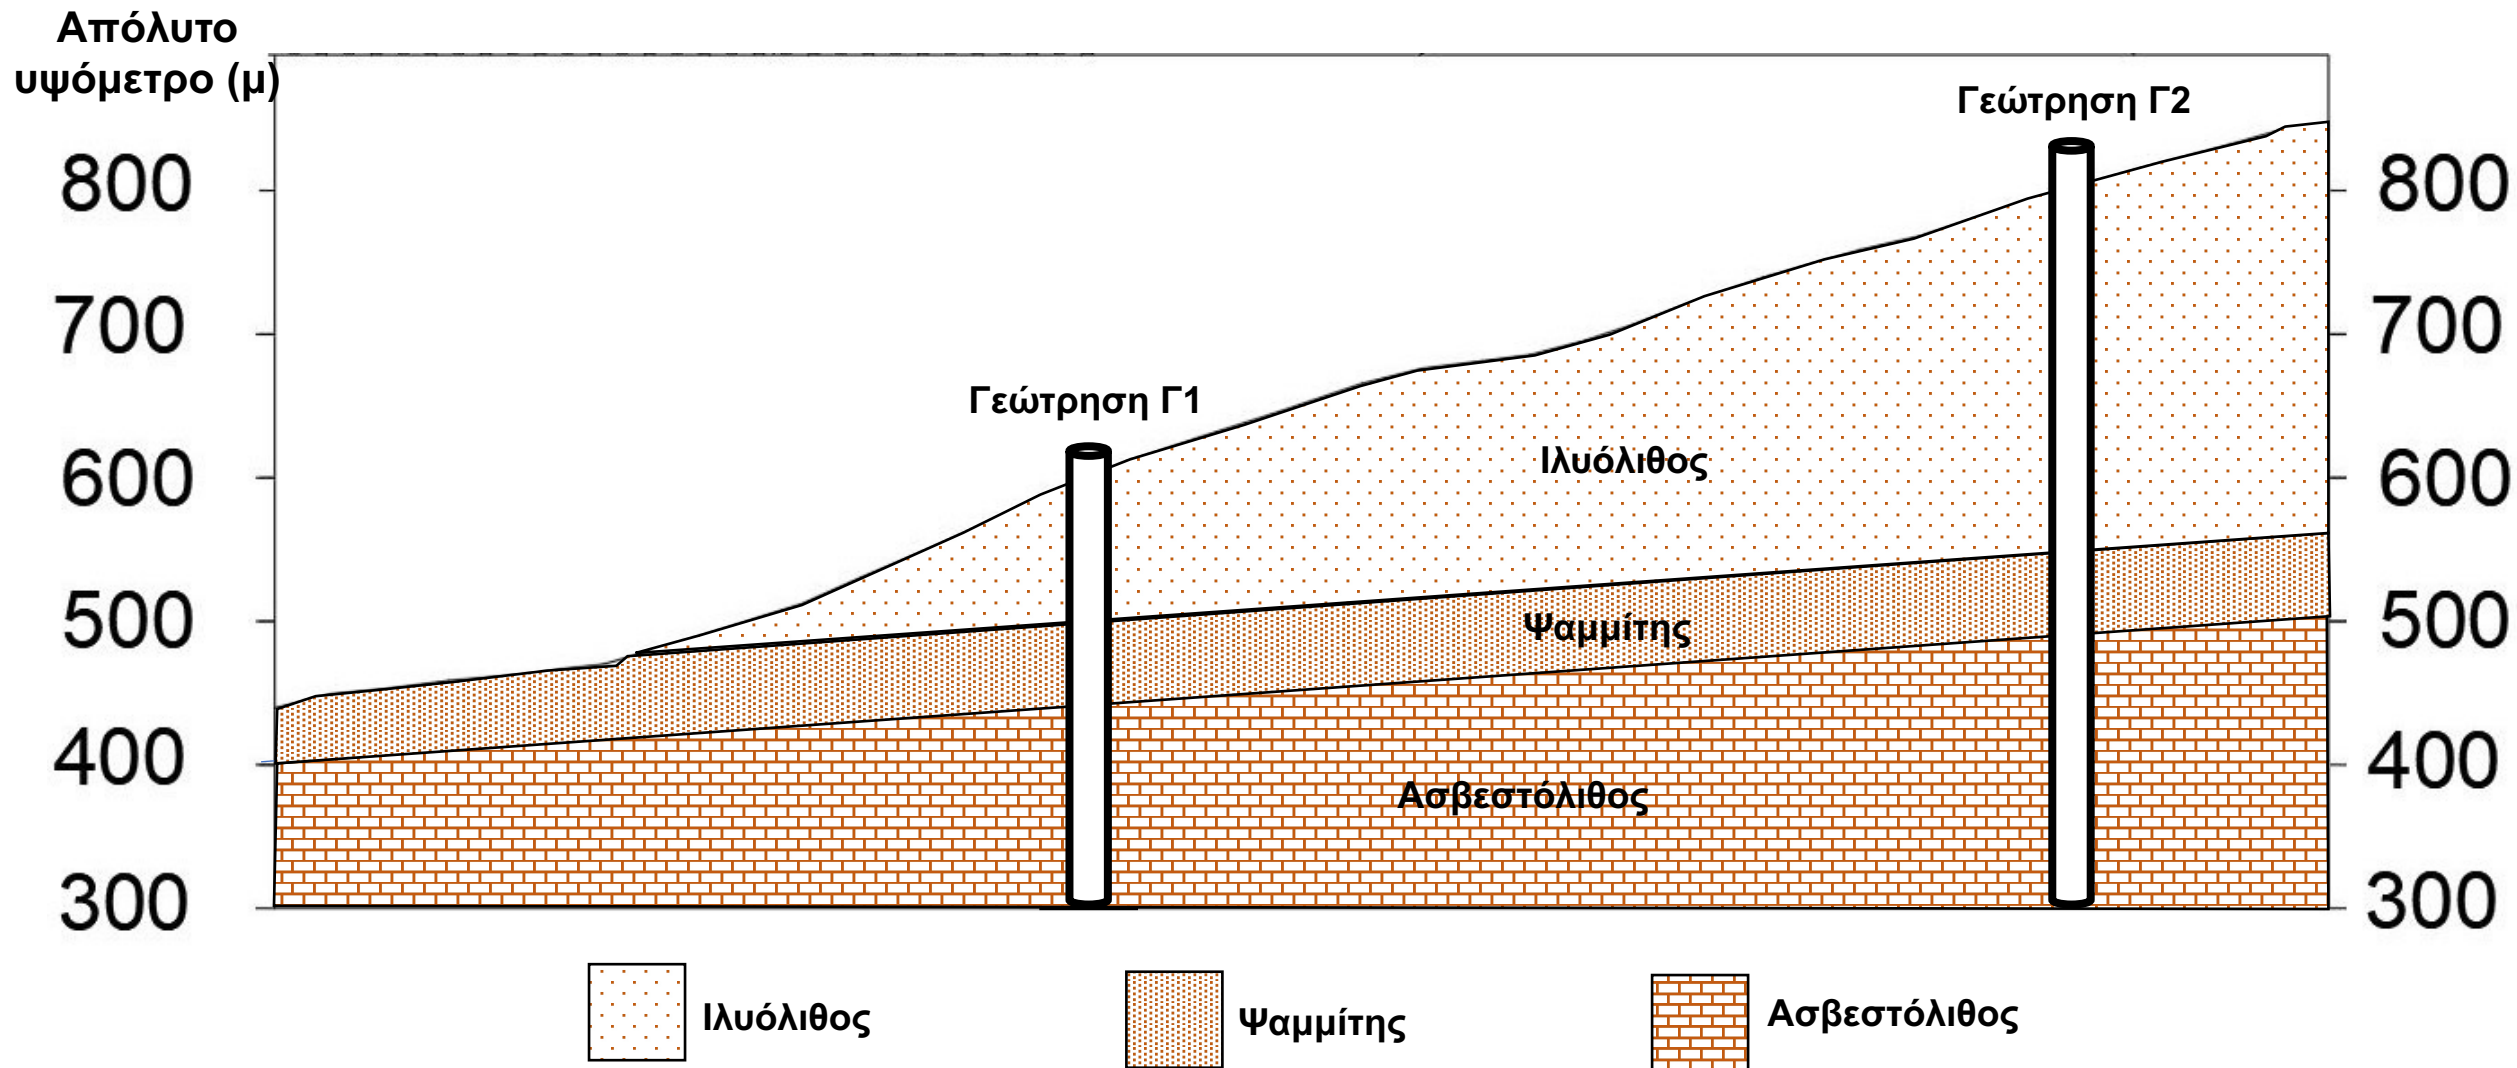 Απόλυτο
υψόμετρο (μ)
Γεώτρηση Γ2
800 800
700 700
Γεώτρηση Γ1
600 Ιλυόλιθος 600
500 Ψαμμίτης 500
400 Ασβεστόλιθος 400
300 300
Ιλυόλιθος Ψαμμίτης Ασβεστόλιθος